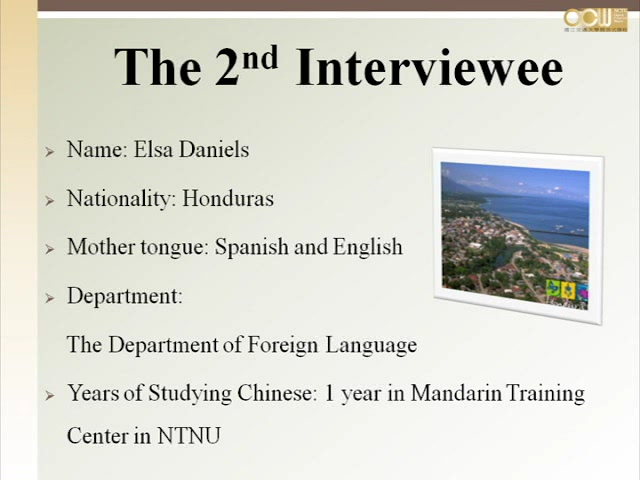 OCW
The 2nd Interviewee
Name: Elsa Daniels
Nationality: Honduras
Mother tongue: Spanish and English
Department:
The Department of Foreign Language
Years of Studying Chinese: 1 year in Mandarin Training
Center in NTNU